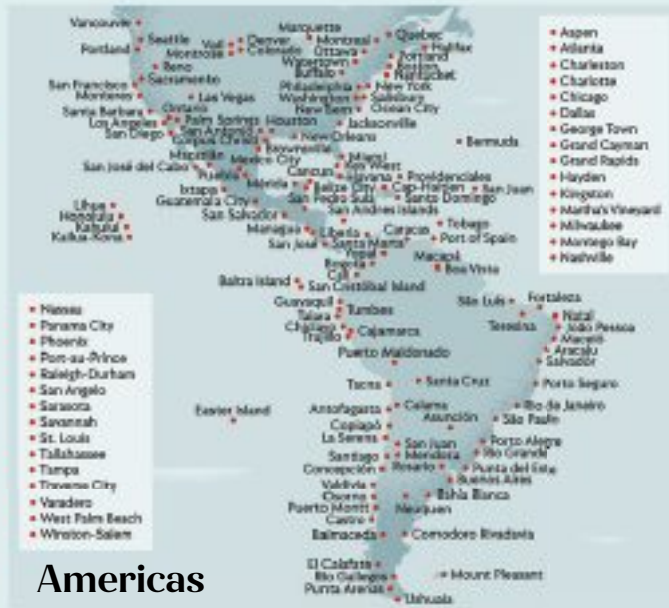 Vancouver
Seattle
Portland
Reno
Vail
Montrose
Denver
Colorado
Marquette
Montreal
Ottawa
Watertown
Buffalo
Quebec
Halifax
Portland
Boston
Nantucket
San Francisco
Sacramento
Las Vegas
Philadelphia
New York
Washington
Salisbury
New Bern
Ocean City
Santa Barbara
Ontario
Los Angeles
Palm Springs
San Diego
San Antonio
Houston
Corpus Christi
Jacksonville
New Orleans
Brownsville
Bermuda
Mazatlán
San José del Cabo
Mexico City
Puebla
Miami
Key West
Cancun
Havana
Providenciales
Ixtapa
Mérida
Belize City
Cap-Haïtien
San Juan
Guatemala City
San Pedro Sula
Santo Domingo
San Salvador
San Andres Islands
Lihue
Honolulu
Kahului
Kailua-Kona
Managua
Liberia
Caracas
Tobago
San José
Santa Marta
Port of Spain
Yopal
Bogota
Cali
Macapá
Boa Vista
Baltra Island
San Cristóbal Island
Guayaquil
Tumbes
Talara
Chiclayo
Cajamarca
Trujillo
São Luís
Fortaleza
Teresina
Natal
João Pessoa
Maceió
Aracaju
Salvador
Puerto Maldonado
Tacna
Santa Cruz
Porto Seguro
Easter Island
Antofagasta
Calama
Rio de Janeiro
Copiapó
Asunción
São Paulo
La Serena
San Juan
Porto Alegre
Santiago
Mendoza
Rio Grande
Concepción
Rosario
Punta del Este
Buenos Aires
Valdivia
Osorno
Bahía Blanca
Puerto Montt
Neuquen
Castro
Balmaceda
Comodoro Rivadavia
El Calafate
Rio Gallegos
Mount Pleasant
Punta Arenas
Ushuaia
Aspen
Atlanta
Charleston
Charlotte
Chicago
Dallas
George Town
Grand Cayman
Grand Rapids
Hayden
Kingston
Martha's Vineyard
Milwaukee
Montego Bay
Nashville
Nassau
Panama City
Phoenix
Port-au-Prince
Raleigh-Durham
San Angelo
Sarasota
Savannah
St. Louis
Tallahassee
Tampa
Traverse City
Varadero
West Palm Beach
Winston-Salem
Americas